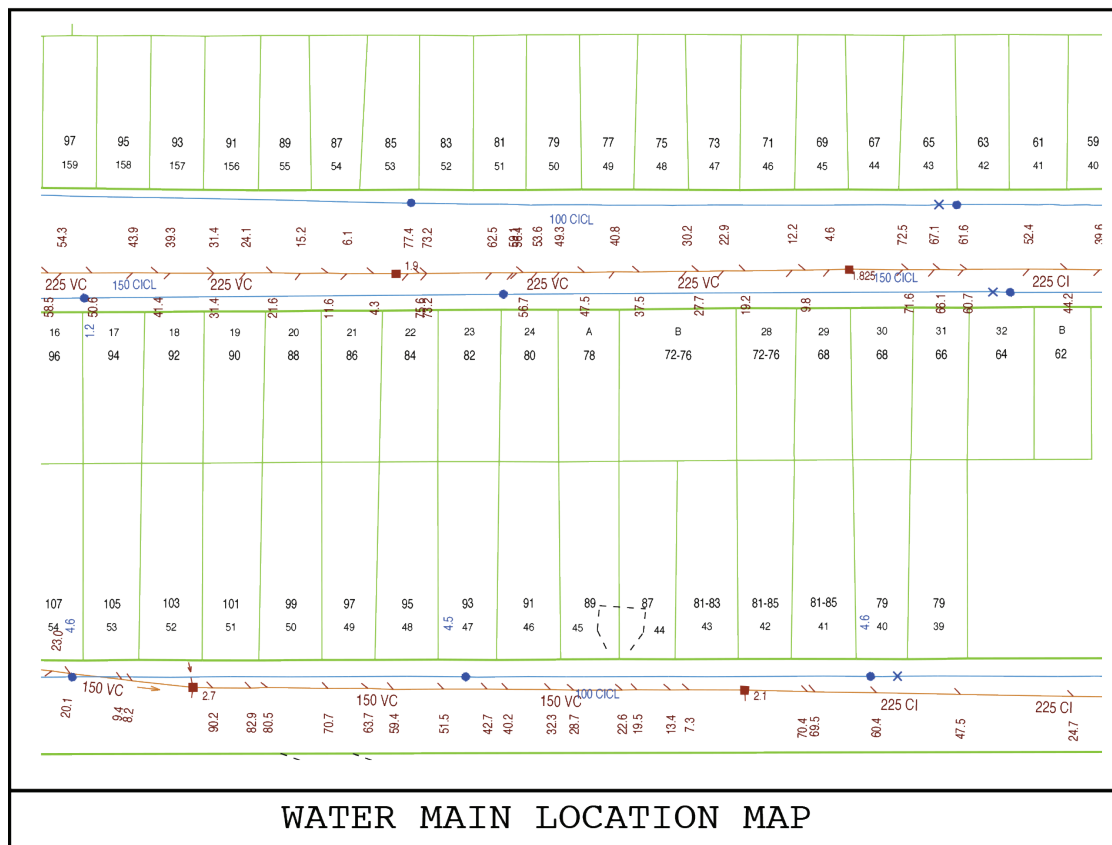 97 95 93 91 89 87 85 83 81 79 77 75 73 71 69 67 65 63 61 59
159 158 157 156 55 54 53 52 51 50 49 48 47 46 45 44 43 42 41 40
100 CICL
54.3 43.9 39.3 31.4 24.1 15.2 6.1 77.4 73.2 62.5 53.6 49.3 40.8 30.2 22.9 12.2 4.6 72.5 67.1 61.6 52.4 39.6
1.9 1.825
225 VC 150 CICL 225 VC 225 VC 225 VC 150 CICL 225 CI
58.5 50.6 41.4 31.4 21.6 11.6 4.3 73.2 56.7 47.5 37.5 27.7 19.2 9.8 71.6 66.1 60.7 44.2
16 1.2 17 18 19 20 21 22 23 24 A B 28 29 30 31 32 B
96 94 92 90 88 86 84 82 80 78 72-76 72-76 68 68 66 64 62
107 105 103 101 99 97 95 93 91 89 87 81-83 81-85 81-85 79 79
54 4.6 53 52 51 50 49 48 4.5 47 46 45 44 43 42 41 4.6 40 39
23.0
150 VC 2.7 150 VC 150 VC 100 CICL 2.1 225 CI 225 CI
20.1 9.4 8.2 90.2 82.9 80.5 70.7 63.7 59.4 51.5 42.7 40.2 32.3 28.7 22.6 19.5 13.4 7.3 70.4 69.5 60.4 47.5 24.7
WATER MAIN LOCATION MAP